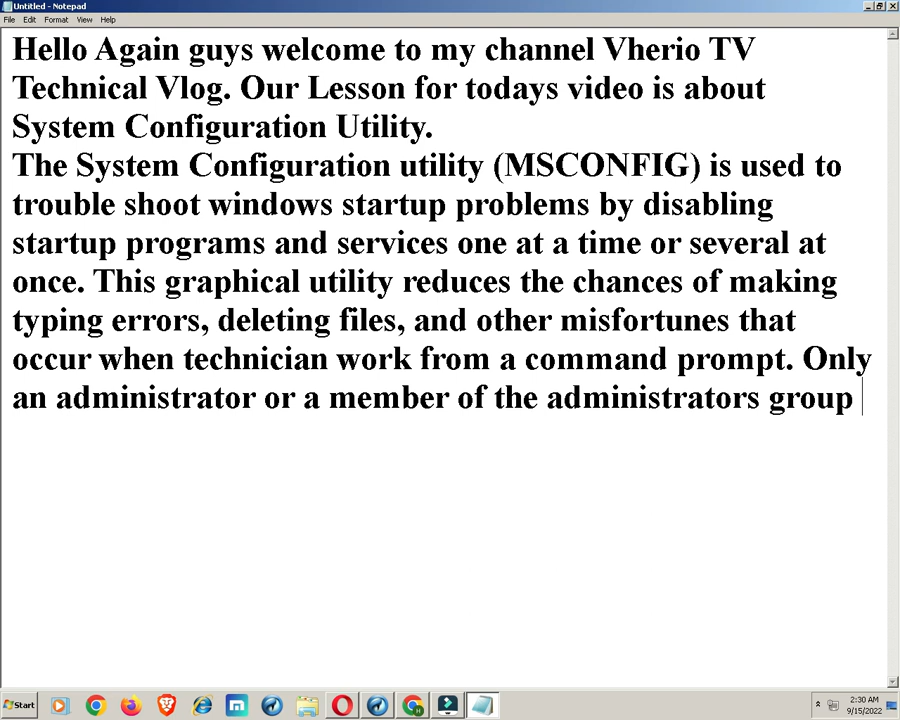 Untitled - Notepad
File Edit Format View Help
Hello Again guys welcome to my channel Vherio TV
Technical Vlog. Our Lesson for todays video is about
System Configuration Utility.
The System Configuration utility (MSCONFIG) is used to
trouble shoot windows startup problems by disabling
startup programs and services one at a time or several at
once. This graphical utility reduces the chances of making
typing errors, deleting files, and other misfortunes that
occur when technician work from a command prompt. Only
an administrator or a member of the administrators group
Start
2:30 AM
9/15/2022